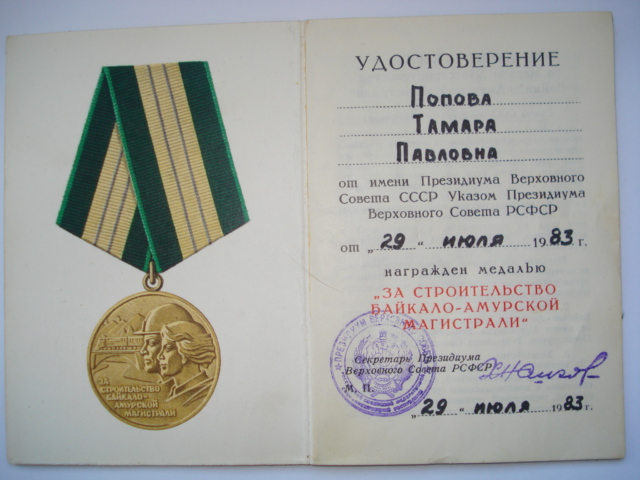 УДОСТОВЕРЕНИЕ
ПОПОВА
ТАМАРА
ПАВЛОВНА
от имени Президиума Верховного
Совета СССР Указом Президиума
Верховного Совета РСФСР
от „29“ июля 1983 г.
награжден медалью
„ЗА СТРОИТЕЛЬСТВО
БАЙКАЛО-АМУРСКОЙ
МАГИСТРАЛИ“
Секретарь Президиума
Верховного Совета РСФСР
М. П.
„29“ июля 1983 г.
ЗА
СТРОИТЕЛЬСТВО
БАЙКАЛО-
АМУРСКОЙ
МАГИСТРАЛИ